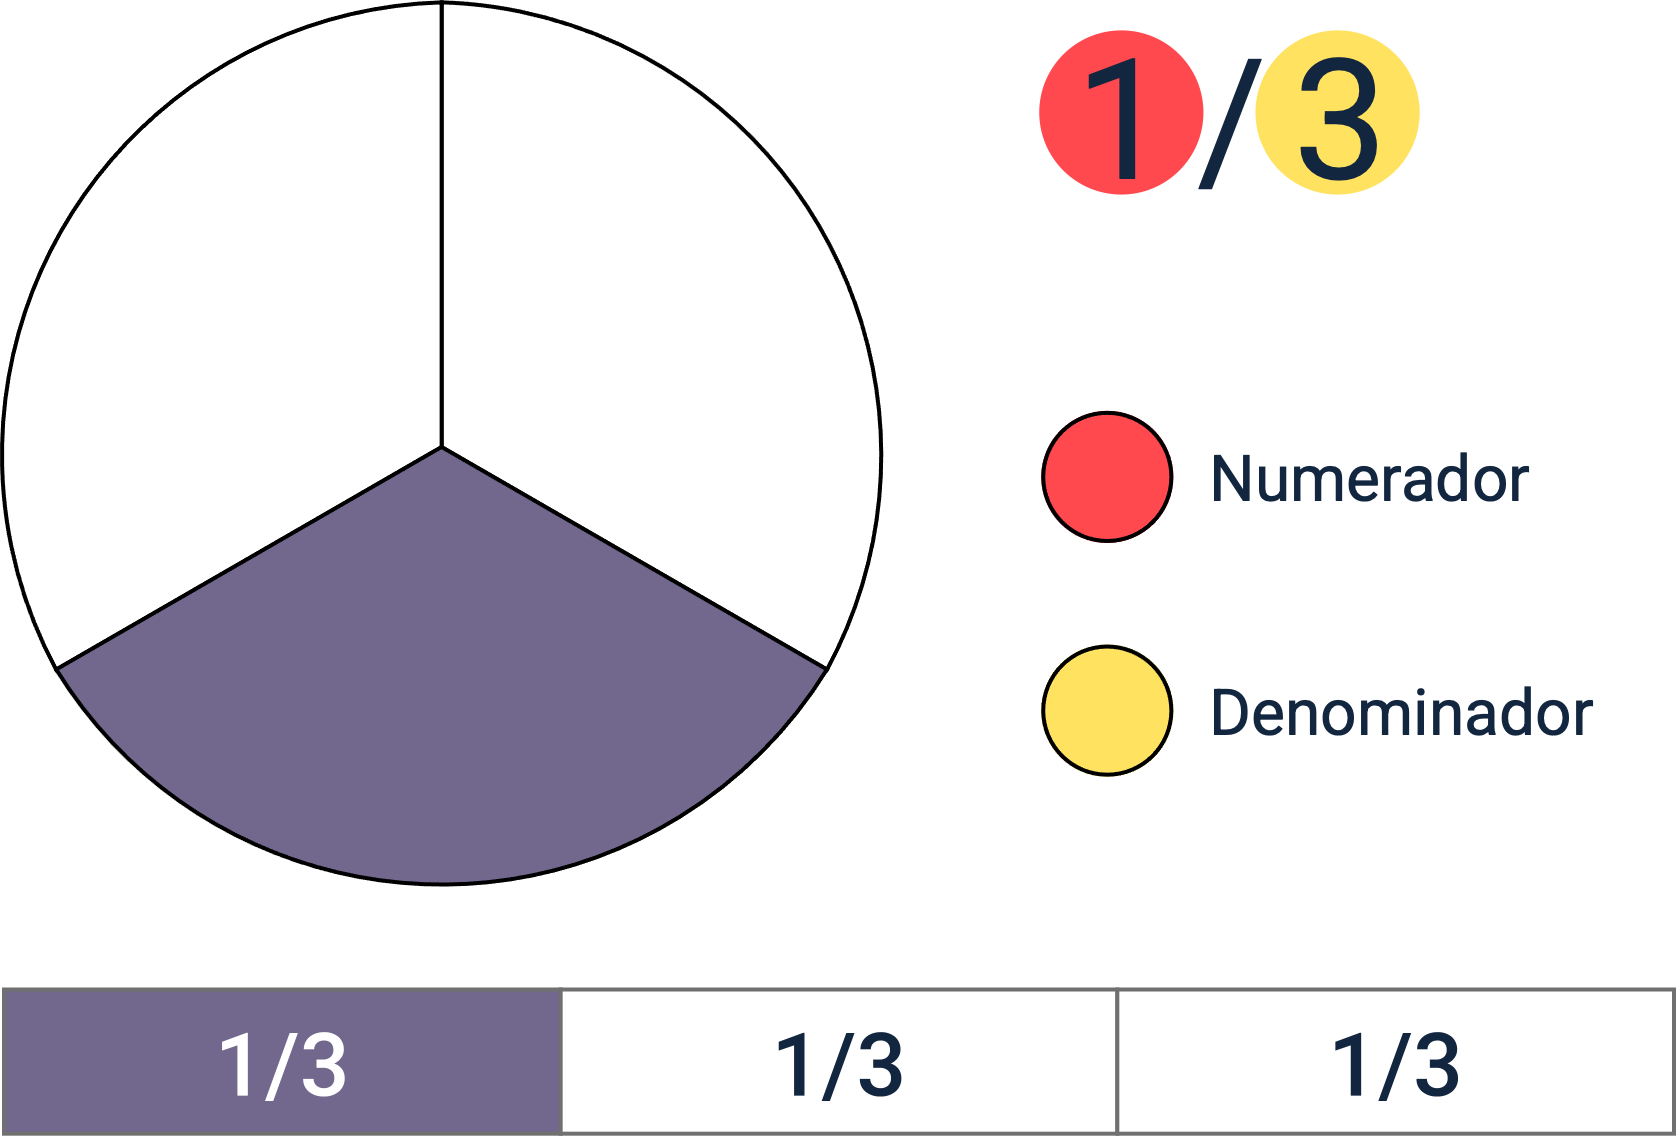 1/3
Numerador
Denominador
1/3 1/3 1/3